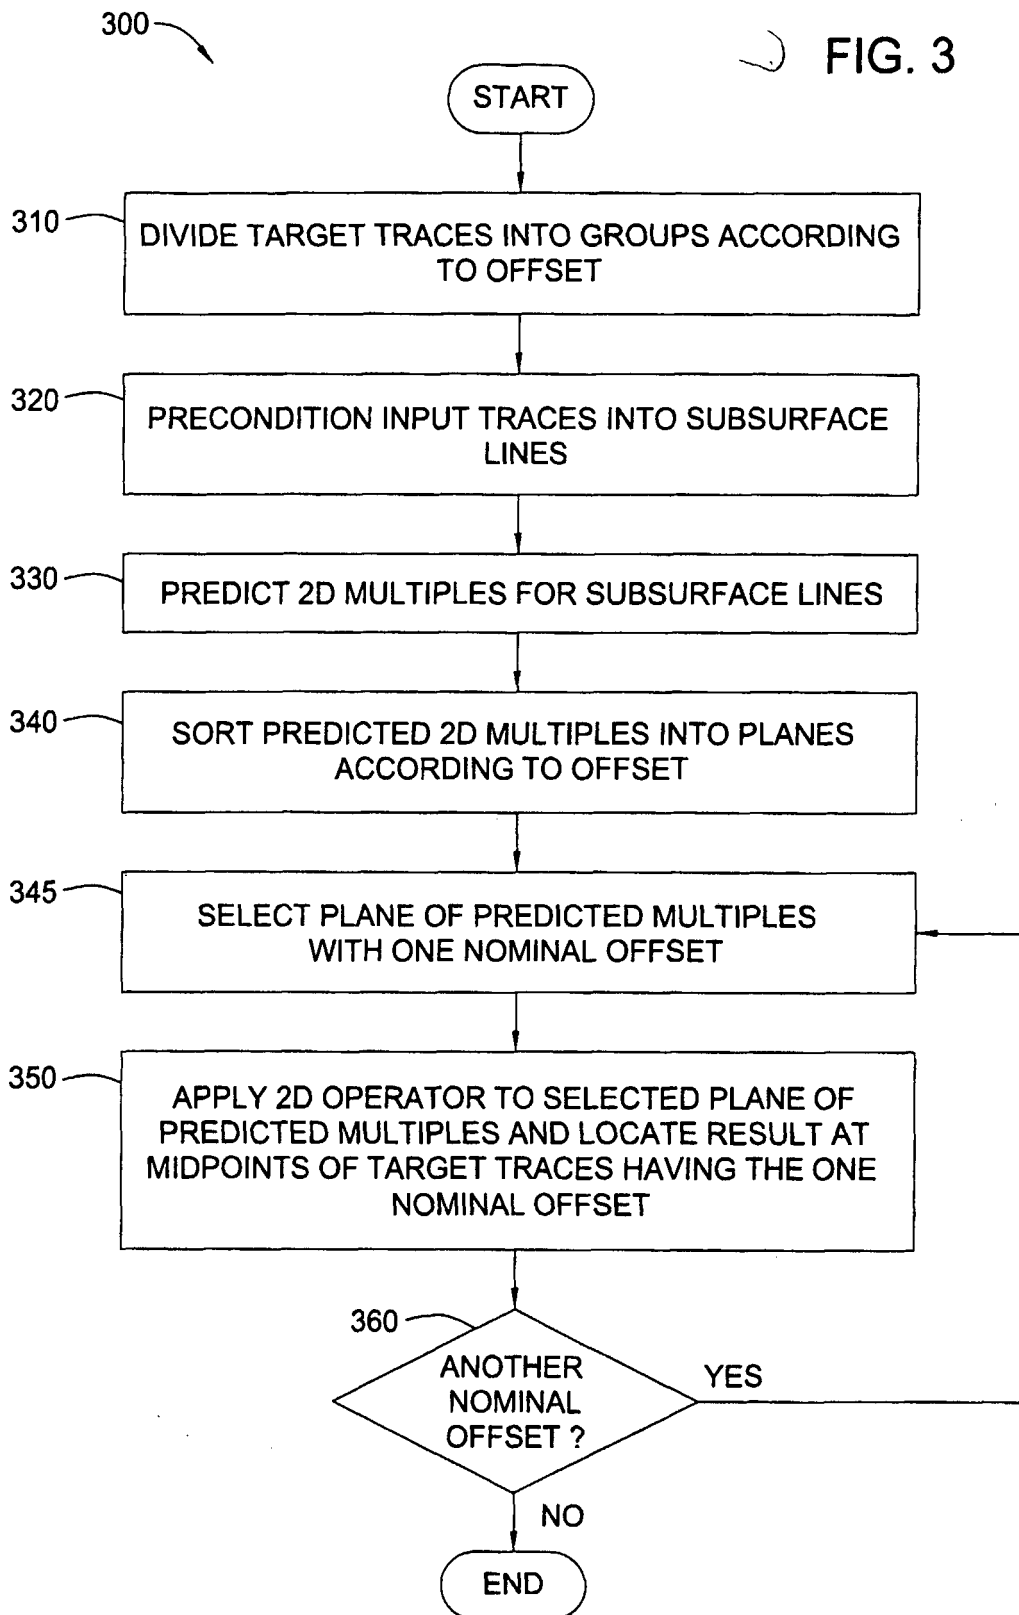 300
FIG. 3
START
310
DIVIDE TARGET TRACES INTO GROUPS ACCORDING
TO OFFSET
320
PRECONDITION INPUT TRACES INTO SUBSURFACE
LINES
330
PREDICT 2D MULTIPLES FOR SUBSURFACE LINES
340
SORT PREDICTED 2D MULTIPLES INTO PLANES
ACCORDING TO OFFSET
345
SELECT PLANE OF PREDICTED MULTIPLES
WITH ONE NOMINAL OFFSET
350
APPLY 2D OPERATOR TO SELECTED PLANE OF
PREDICTED MULTIPLES AND LOCATE RESULT AT
MIDPOINTS OF TARGET TRACES HAVING THE ONE
NOMINAL OFFSET
360
ANOTHER
NOMINAL
OFFSET ?
YES
NO
END